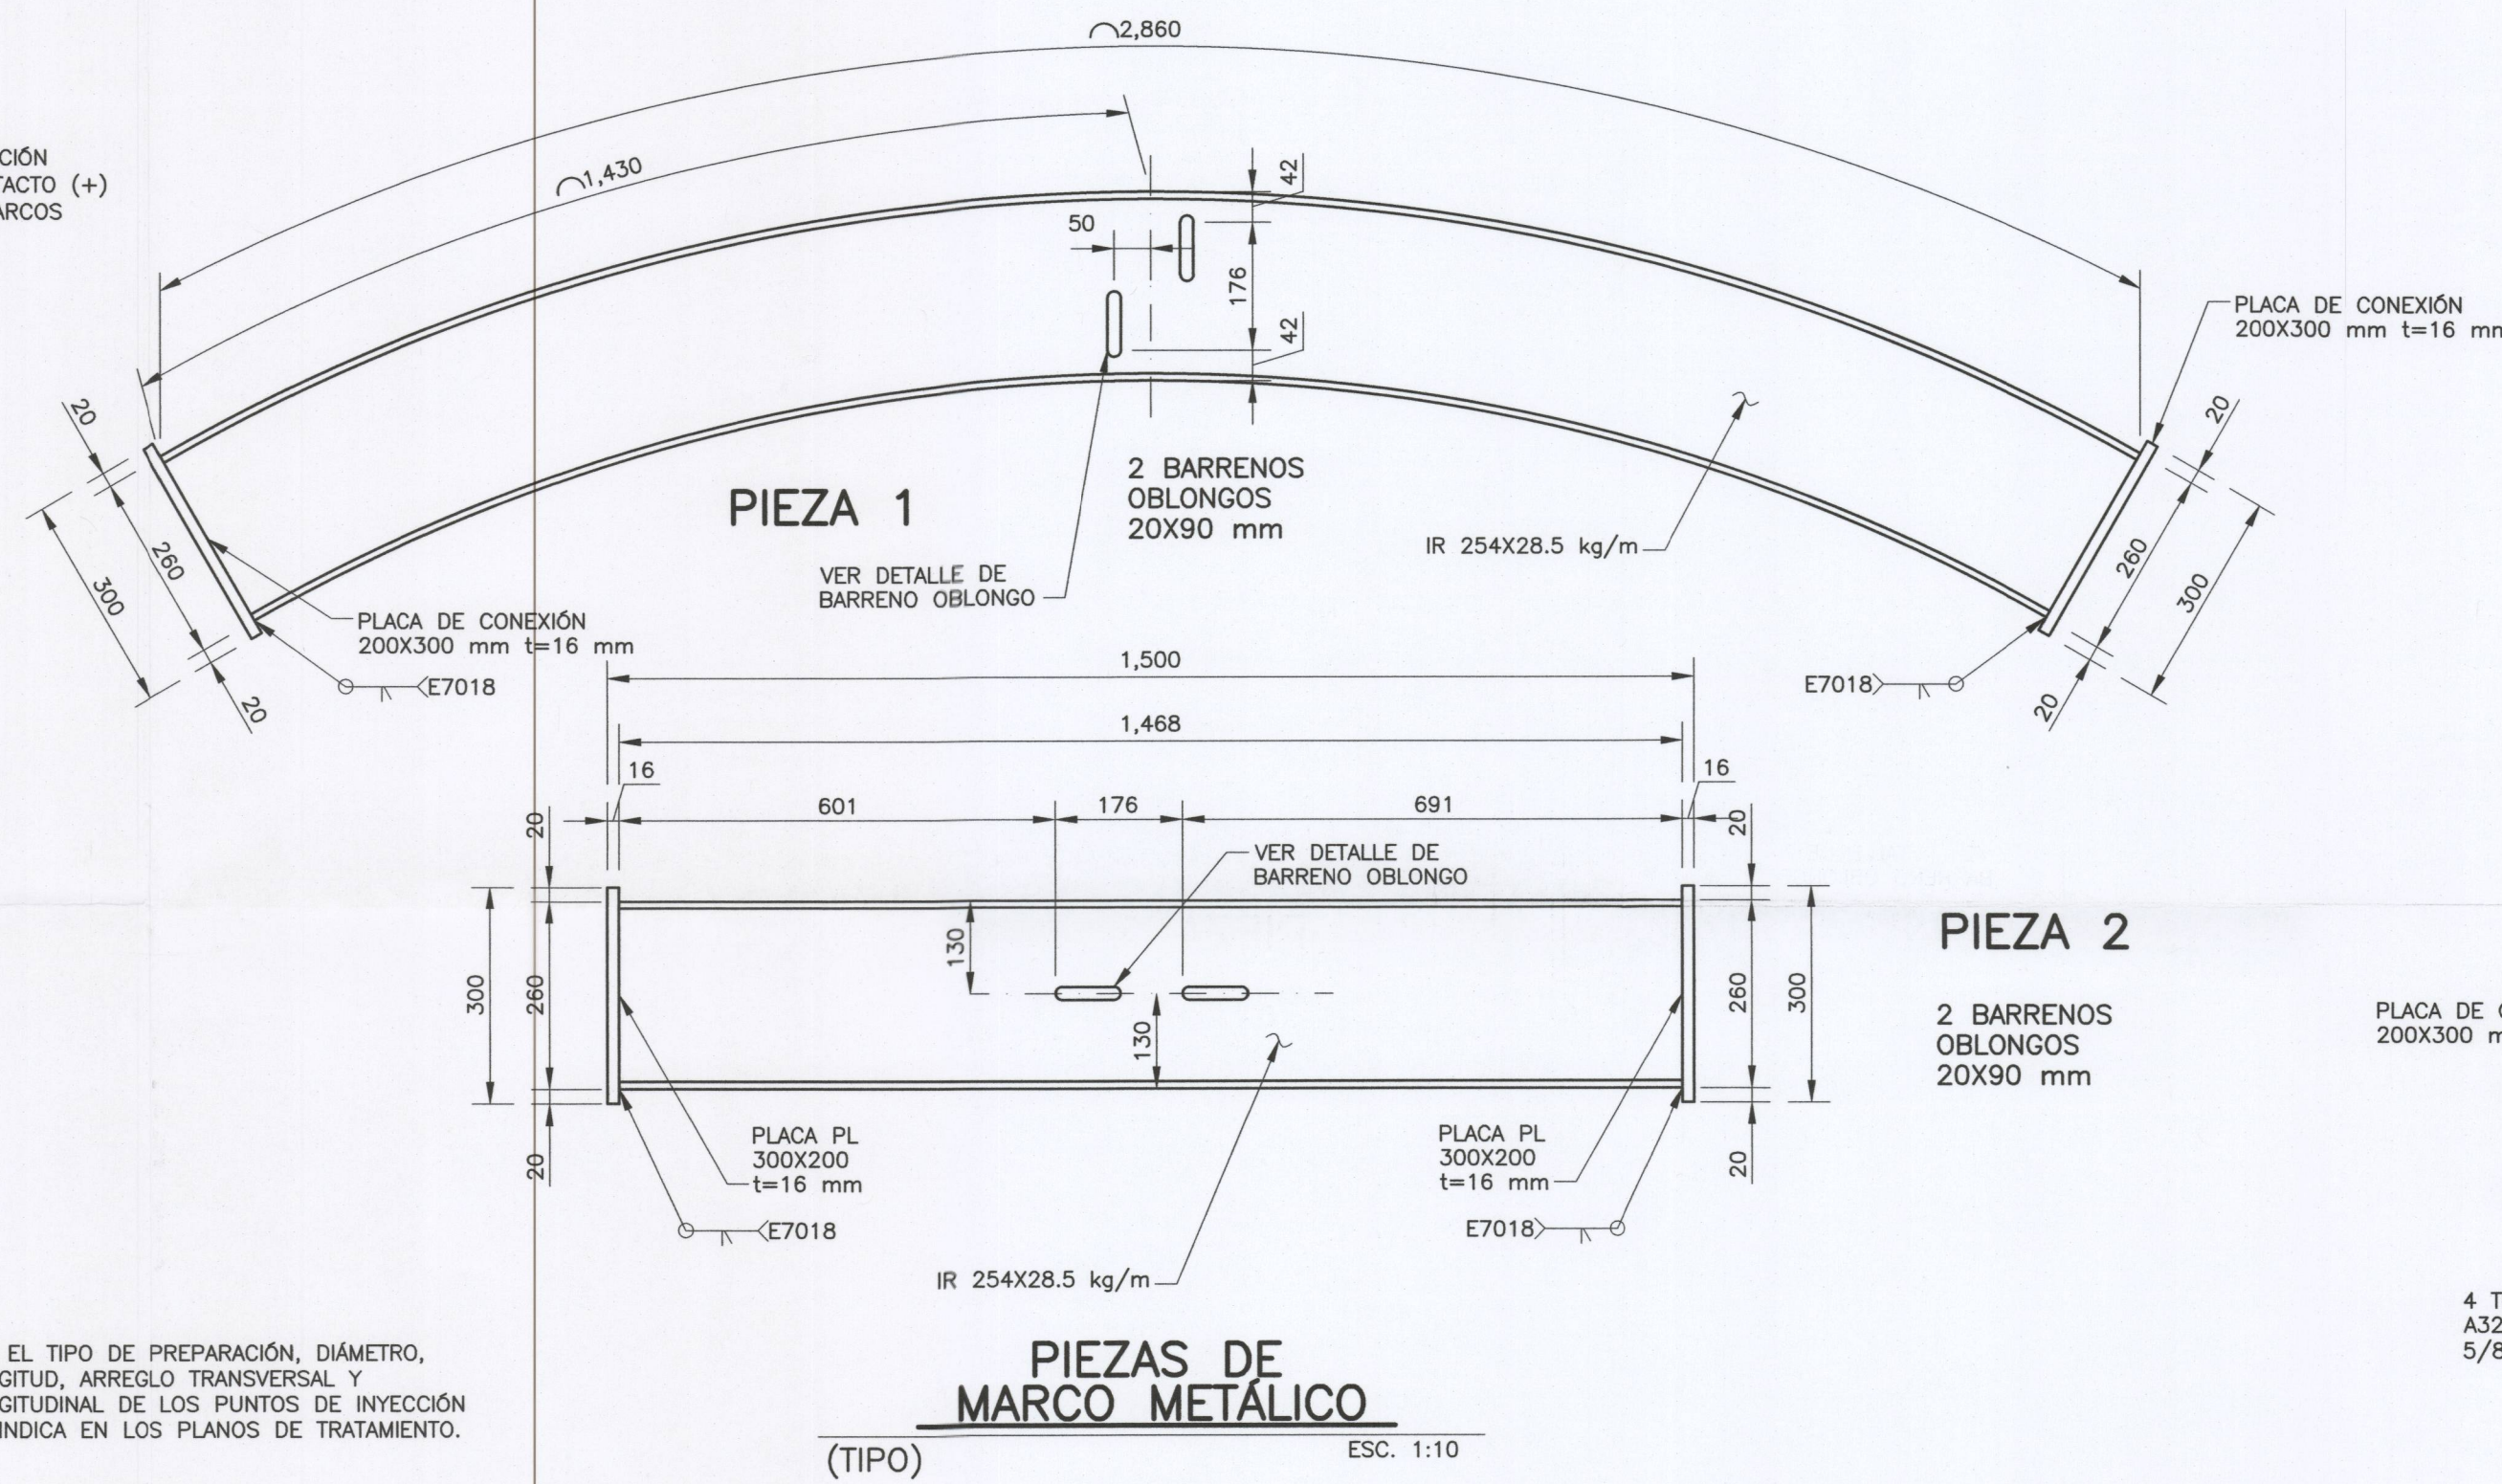 ⌒2,860
⌒1,430
CIÓN
TACTO (+)
ARCOS
42
50
176
42
PLACA DE CONEXIÓN
200X300 mm t=16 mm
20
260
300
20
20
260
300
20
PIEZA 1
2 BARRENOS
OBLONGOS
20X90 mm
IR 254X28.5 kg/m
VER DETALLE DE
BARRENO OBLONGO
PLACA DE CONEXIÓN
200X300 mm t=16 mm
E7018
E7018
1,500
1,468
16
16
601
176
691
20
20
VER DETALLE DE
BARRENO OBLONGO
130
130
300
260
260
300
20
20
PIEZA 2
2 BARRENOS
OBLONGOS
20X90 mm
PLACA DE
200X300
PLACA PL
300X200
t=16 mm
PLACA PL
300X200
t=16 mm
E7018
E7018
IR 254X28.5 kg/m
4 T
A32
5/8
EL TIPO DE PREPARACIÓN, DIÁMETRO,
GITUD, ARREGLO TRANSVERSAL Y
GITUDINAL DE LOS PUNTOS DE INYECCIÓN
INDICA EN LOS PLANOS DE TRATAMIENTO.
PIEZAS DE
MARCO METÁLICO
(TIPO)
ESC. 1:10